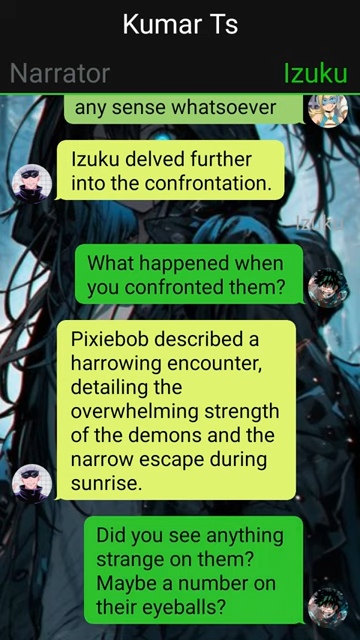 Kumar Ts
Narrator
Izuku
any sense whatsoever
Izuku delved further
into the confrontation.
Izuku
What happened when
you confronted them?
Pixiebob described a
harrowing encounter,
detailing the
overwhelming strength
of the demons and the
narrow escape during
sunrise.
Did you see anything
strange on them?
Maybe a number on
their eyeballs?